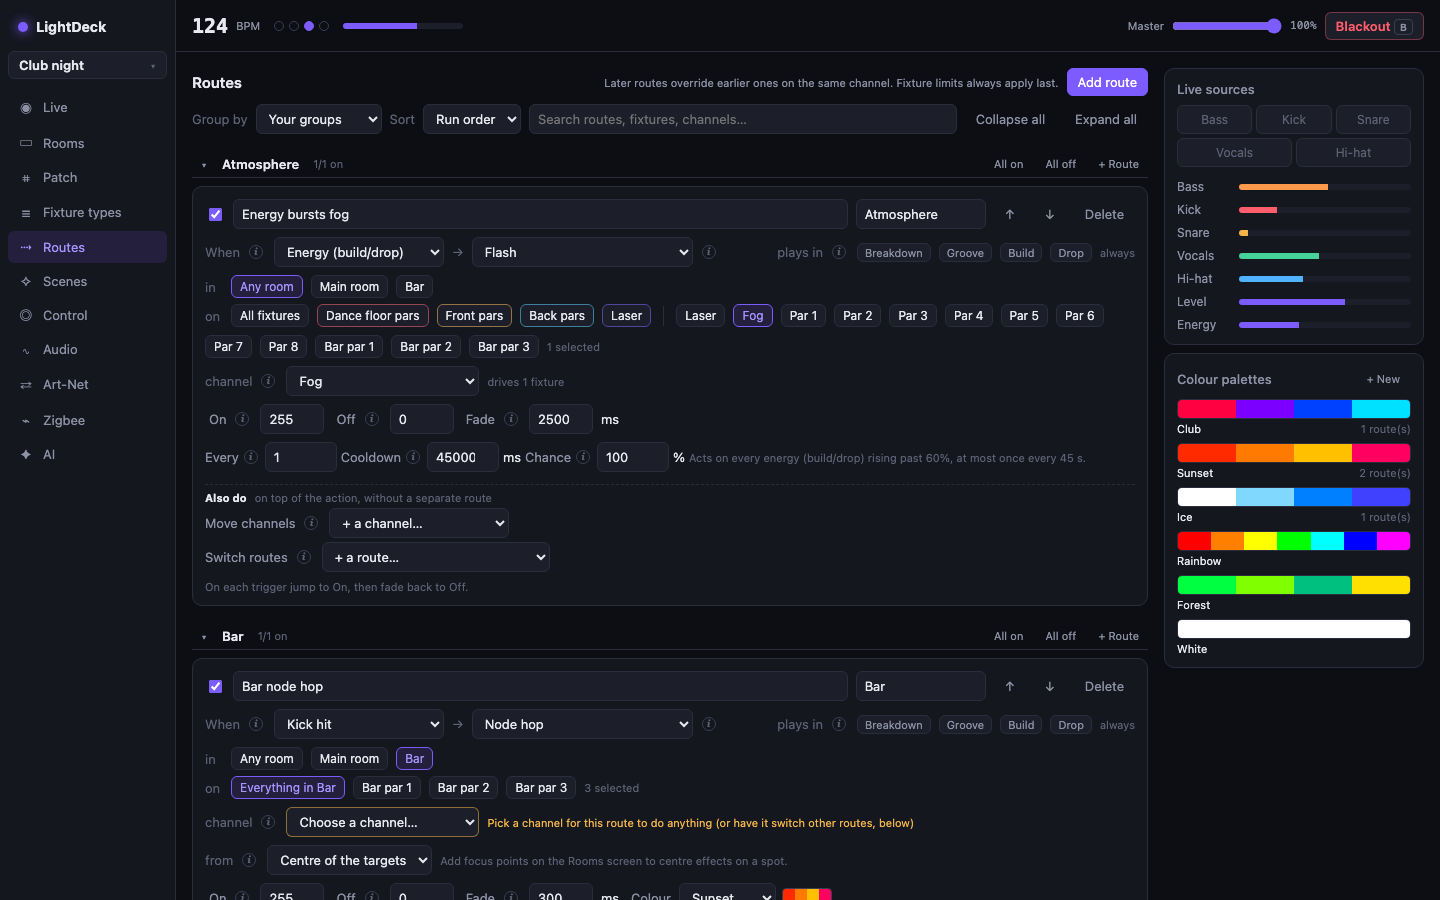 LightDeck
Club night
Live
Rooms
Patch
Fixture types
Routes
Scenes
Control
Audio
Art-Net
Zigbee
AI
124 BPM
Master 100% Blackout B
Routes
Later routes override earlier ones on the same channel. Fixture limits always apply last. Add route
Group by Your groups Sort Run order Search routes, fixtures, channels... Collapse all Expand all
Atmosphere 1/1 on All on All off + Route
Energy bursts fog Atmosphere ↑ ↓ Delete
When i Energy (build/drop) → Flash i plays in i Breakdown Groove Build Drop always
in Any room Main room Bar
on All fixtures Dance floor pars Front pars Back pars Laser Laser Fog Par 1 Par 2 Par 3 Par 4 Par 5 Par 6
Par 7 Par 8 Bar par 1 Bar par 2 Bar par 3 1 selected
channel i Fog drives 1 fixture
On i 255 Off i 0 Fade i 2500 ms
Every i 1 Cooldown i 45000 ms Chance i 100 % Acts on every energy (build/drop) rising past 60%, at most once every 45 s.
Also do on top of the action, without a separate route
Move channels i + a channel...
Switch routes i + a route...
On each trigger jump to On, then fade back to Off.
Bar 1/1 on All on All off + Route
Bar node hop Bar ↑ ↓ Delete
When i Kick hit → Node hop i plays in i Breakdown Groove Build Drop always
in Any room Main room Bar
on Everything in Bar Bar par 1 Bar par 2 Bar par 3 3 selected
channel i Choose a channel... Pick a channel for this route to do anything (or have it switch other routes, below)
from i Centre of the targets Add focus points on the Rooms screen to centre effects on a spot.
On i 255 Off i 0 Fade i 300 ms Colour Sunset
Live sources
Bass Kick Snare
Vocals Hi-hat
Bass
Kick
Snare
Vocals
Hi-hat
Level
Energy
Colour palettes + New
Club 1 route(s)
Sunset 2 route(s)
Ice 1 route(s)
Rainbow
Forest
White